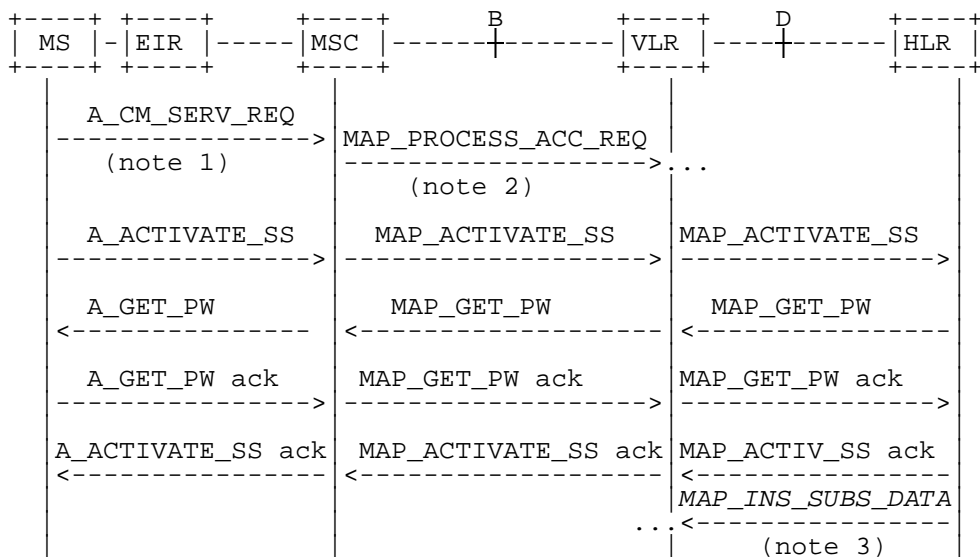 B D
MS EIR MSC VLR HLR
A_CM_SERV_REQ
MAP_PROCESS_ACC_REQ
(note 1) ...
(note 2)
A_ACTIVATE_SS MAP_ACTIVATE_SS MAP_ACTIVATE_SS
A_GET_PW MAP_GET_PW MAP_GET_PW
A_GET_PW ack MAP_GET_PW ack MAP_GET_PW ack
A_ACTIVATE_SS ack MAP_ACTIVATE_SS ack MAP_ACTIV_SS ack
MAP_INS_SUBS_DATA
...
(note 3)